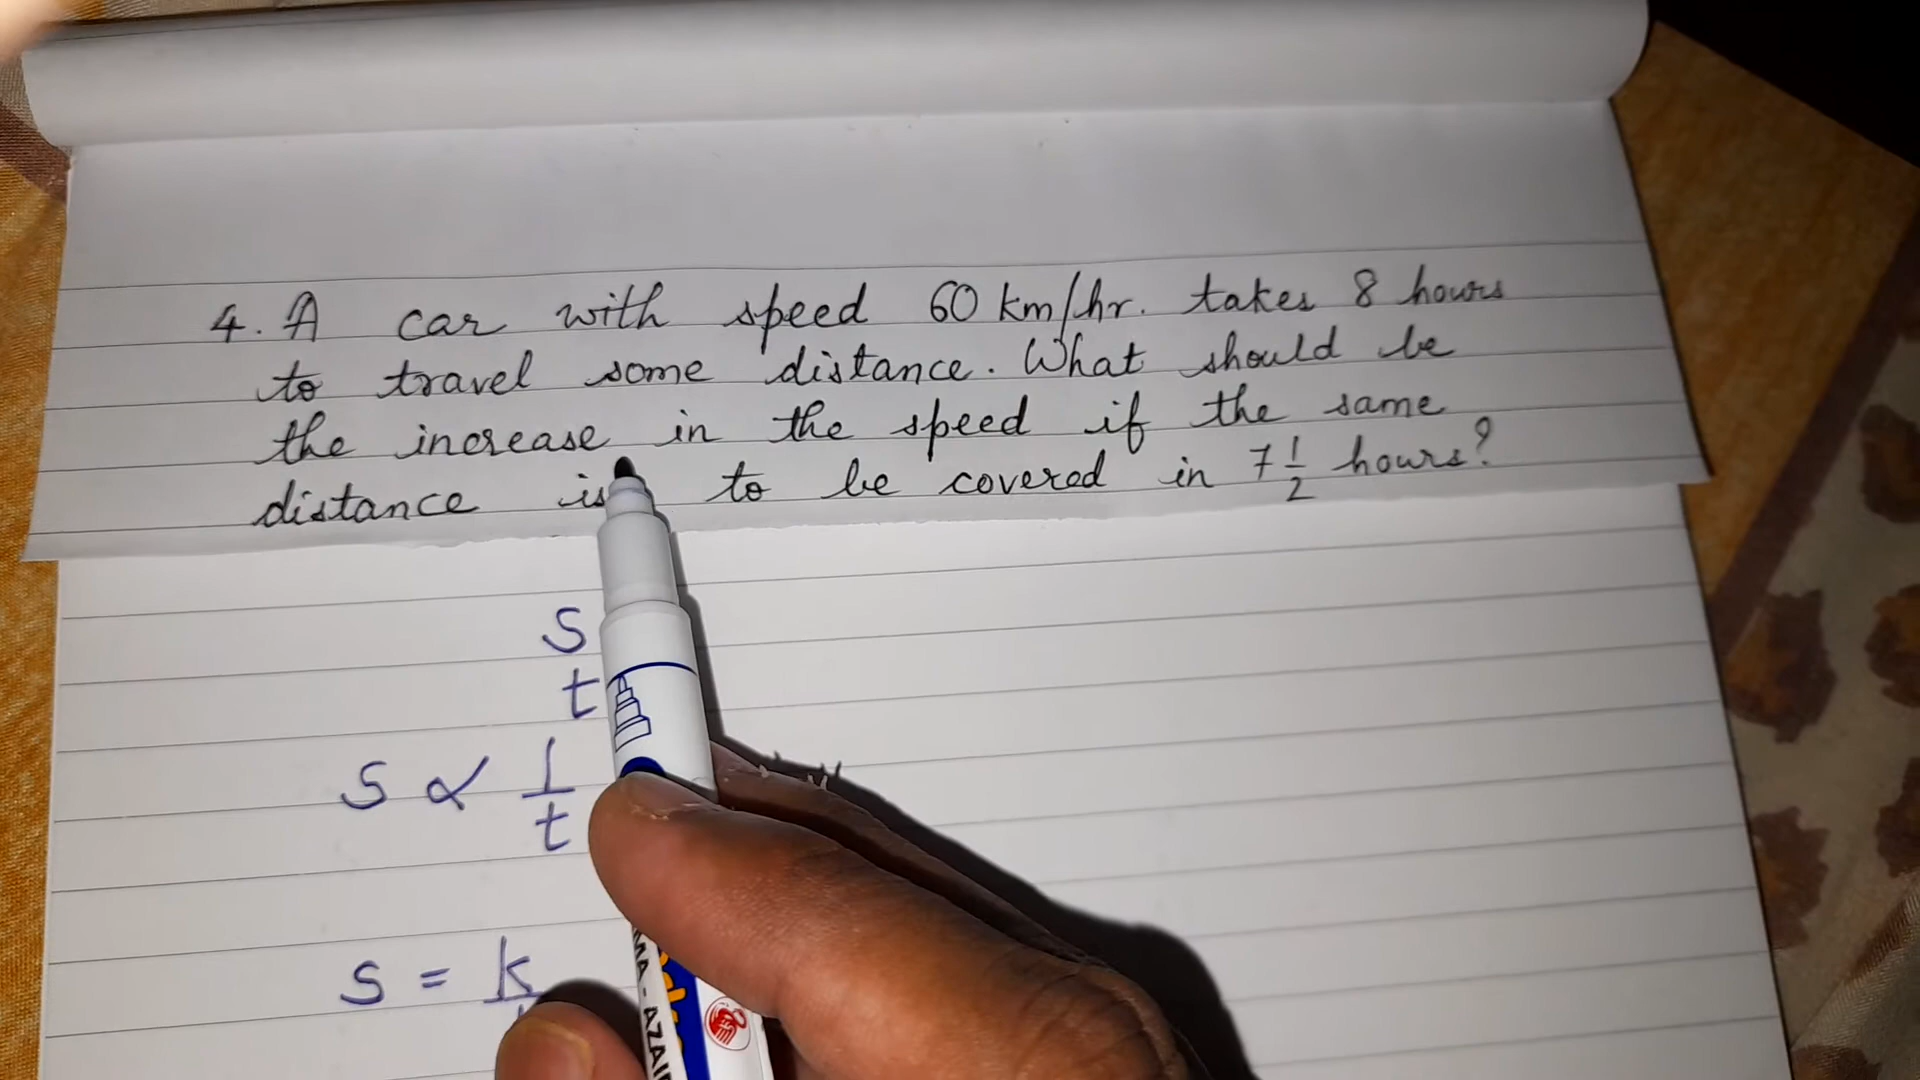 4. A car with speed 60 km/hr. takes 8 hours
to travel some distance. What should be
the increase in the speed if the same
distance is to be covered in 7 1/2 hours?
s
t
s ∝ 1/t
s = k